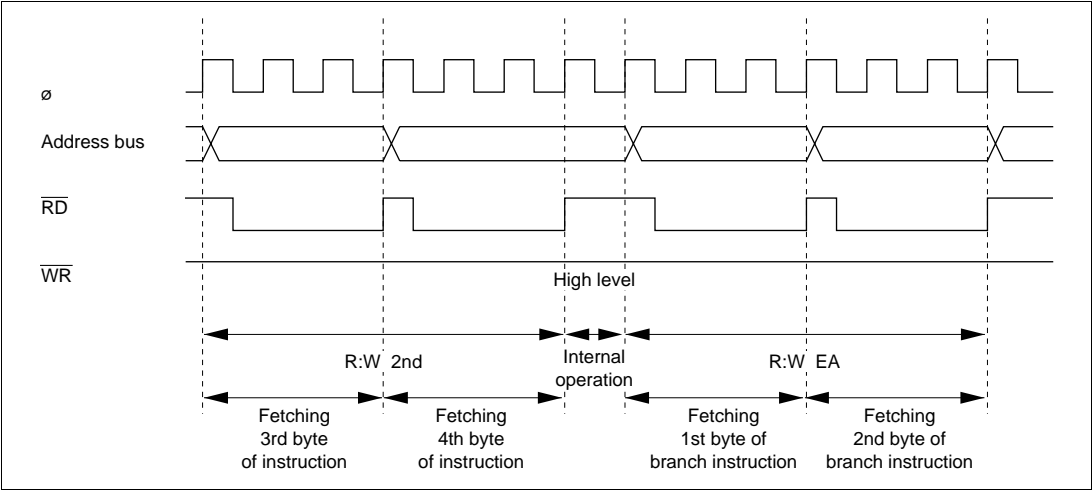 ø
Address bus
RD
WR
High level
R:W 2nd
Internal
operation
R:W EA
Fetching
3rd byte
of instruction
Fetching
4th byte
of instruction
Fetching
1st byte of
branch instruction
Fetching
2nd byte of
branch instruction